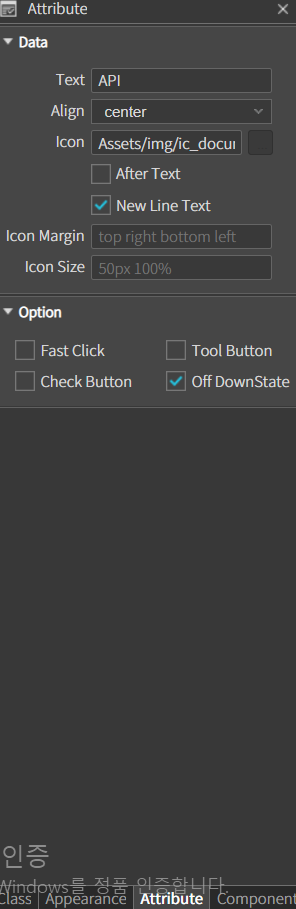 Attribute
Data
Text API
Align center
Icon Assets/img/ic_docu
After Text
New Line Text
Icon Margin top right bottom left
Icon Size 50px 100%
Option
Fast Click Tool Button
Check Button Off DownState
인증
Windows를 정품 인증합니다.
Class Appearance Attribute Component